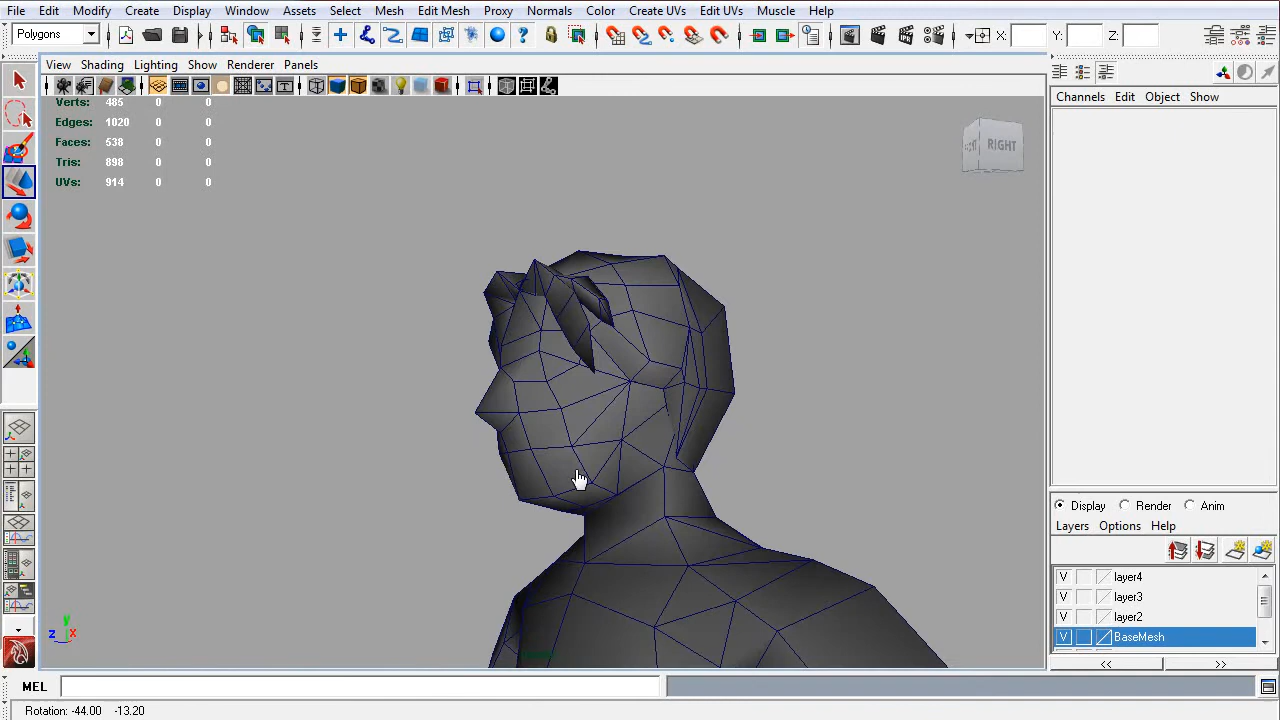 File Edit Modify Create Display Window Assets Select Mesh Edit Mesh Proxy Normals Color Create UVs Edit UVs Muscle Help
Polygons X: Y: Z:
View Shading Lighting Show Renderer Panels
Channels Edit Object Show
Verts: 485 0 0
Edges: 1020 0 0
Faces: 538 0 0
Tris: 898 0 0
UVs: 914 0 0
RIGHT
Display Render Anim
Layers Options Help
V layer4
V layer3
V layer2
V BaseMesh
y
z x
<< >>
MEL
Rotation: -44.00 -13.20